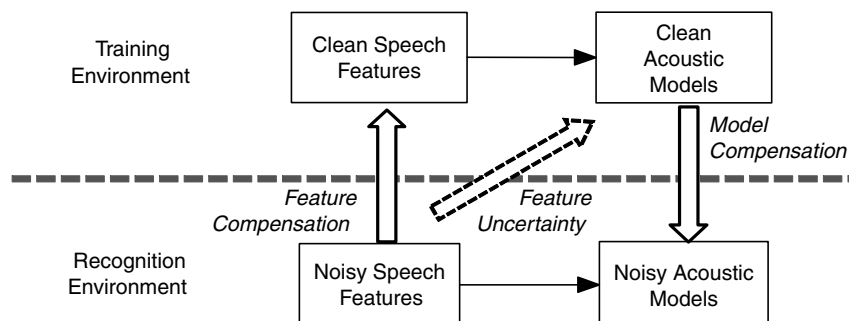 Training
Environment
Clean Speech
Features
Clean
Acoustic
Models
Model
Compensation
Feature
Compensation
Feature
Uncertainty
Recognition
Environment
Noisy Speech
Features
Noisy Acoustic
Models